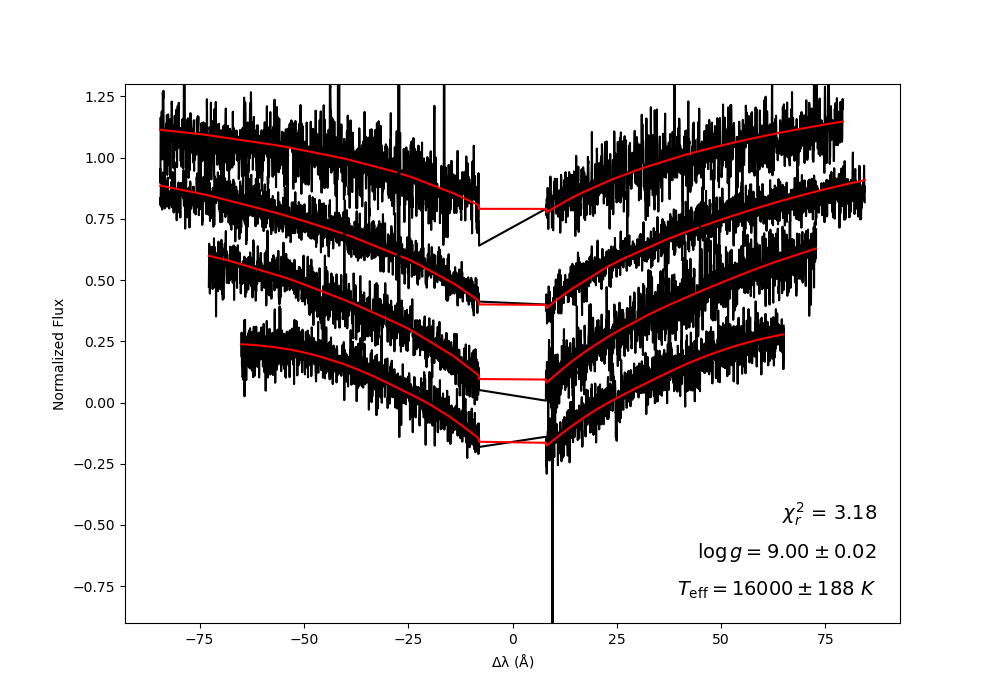 1.25
1.00
0.75
0.50
0.25
0.00
−0.25
−0.50
−0.75
Normalized Flux
χ²ᵣ = 3.18
log g = 9.00 ± 0.02
T_eff = 16000 ± 188 K
−75 −50 −25 0 25 50 75
Δλ (Å)